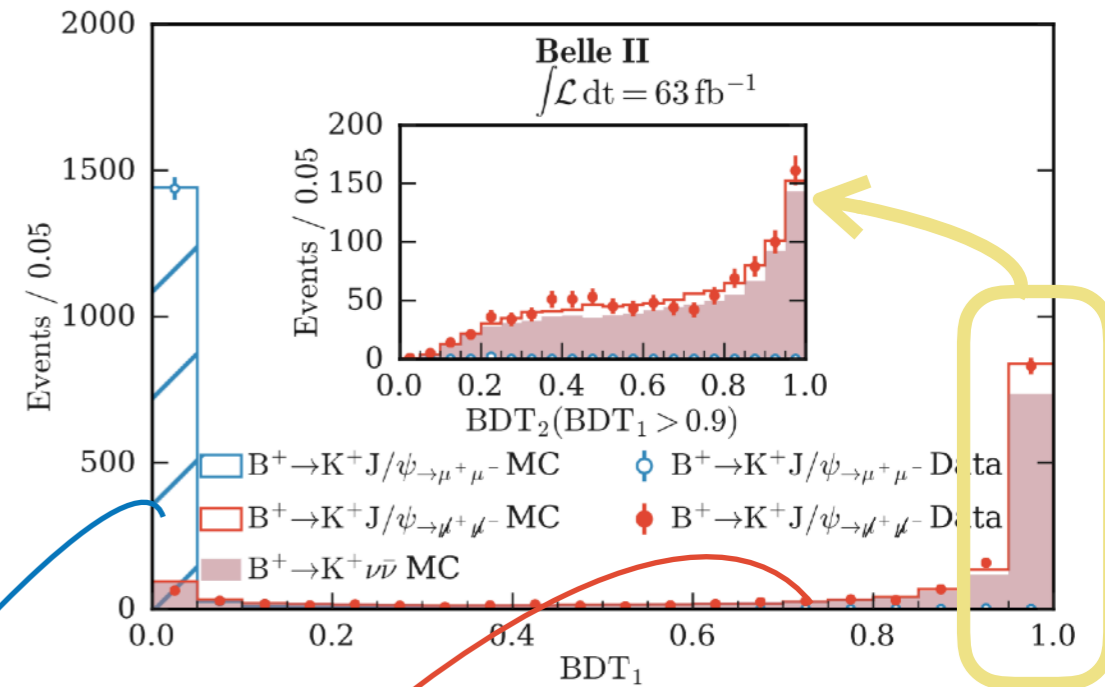 2000
1500
1000
500
0
Events / 0.05
Belle II
∫ℒ dt = 63 fb⁻¹
200
150
100
50
0
Events / 0.05
0.0 0.2 0.4 0.6 0.8 1.0
BDT₂(BDT₁ > 0.9)
B⁺→K⁺J/ψ→μ⁺μ⁻ MC
B⁺→K⁺J/ψ→μ⁺μ⁻ Data
B⁺→K⁺J/ψ→μ̸⁺μ̸⁻ MC
B⁺→K⁺J/ψ→μ̸⁺μ̸⁻ Data
B⁺→K⁺νν̄ MC
0.0 0.2 0.4 0.6 0.8 1.0
BDT₁